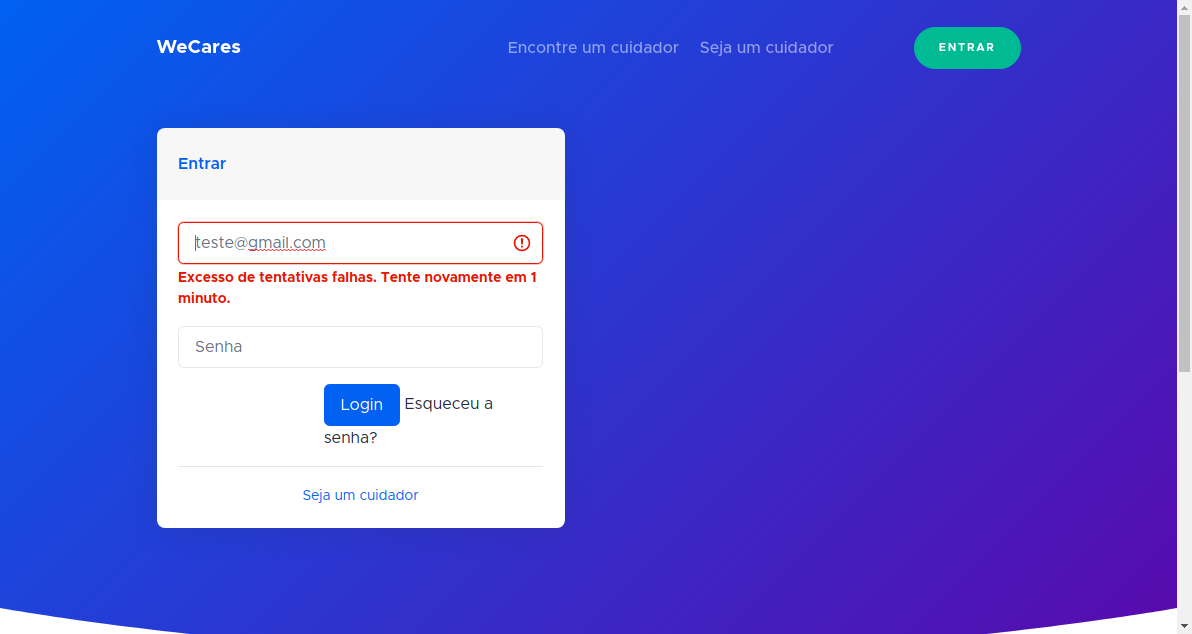 WeCares
Encontre um cuidador
Seja um cuidador
ENTRAR
Entrar
teste@gmail.com
Excesso de tentativas falhas. Tente novamente em 1
minuto.
Senha
Login Esqueceu a
senha?
Seja um cuidador